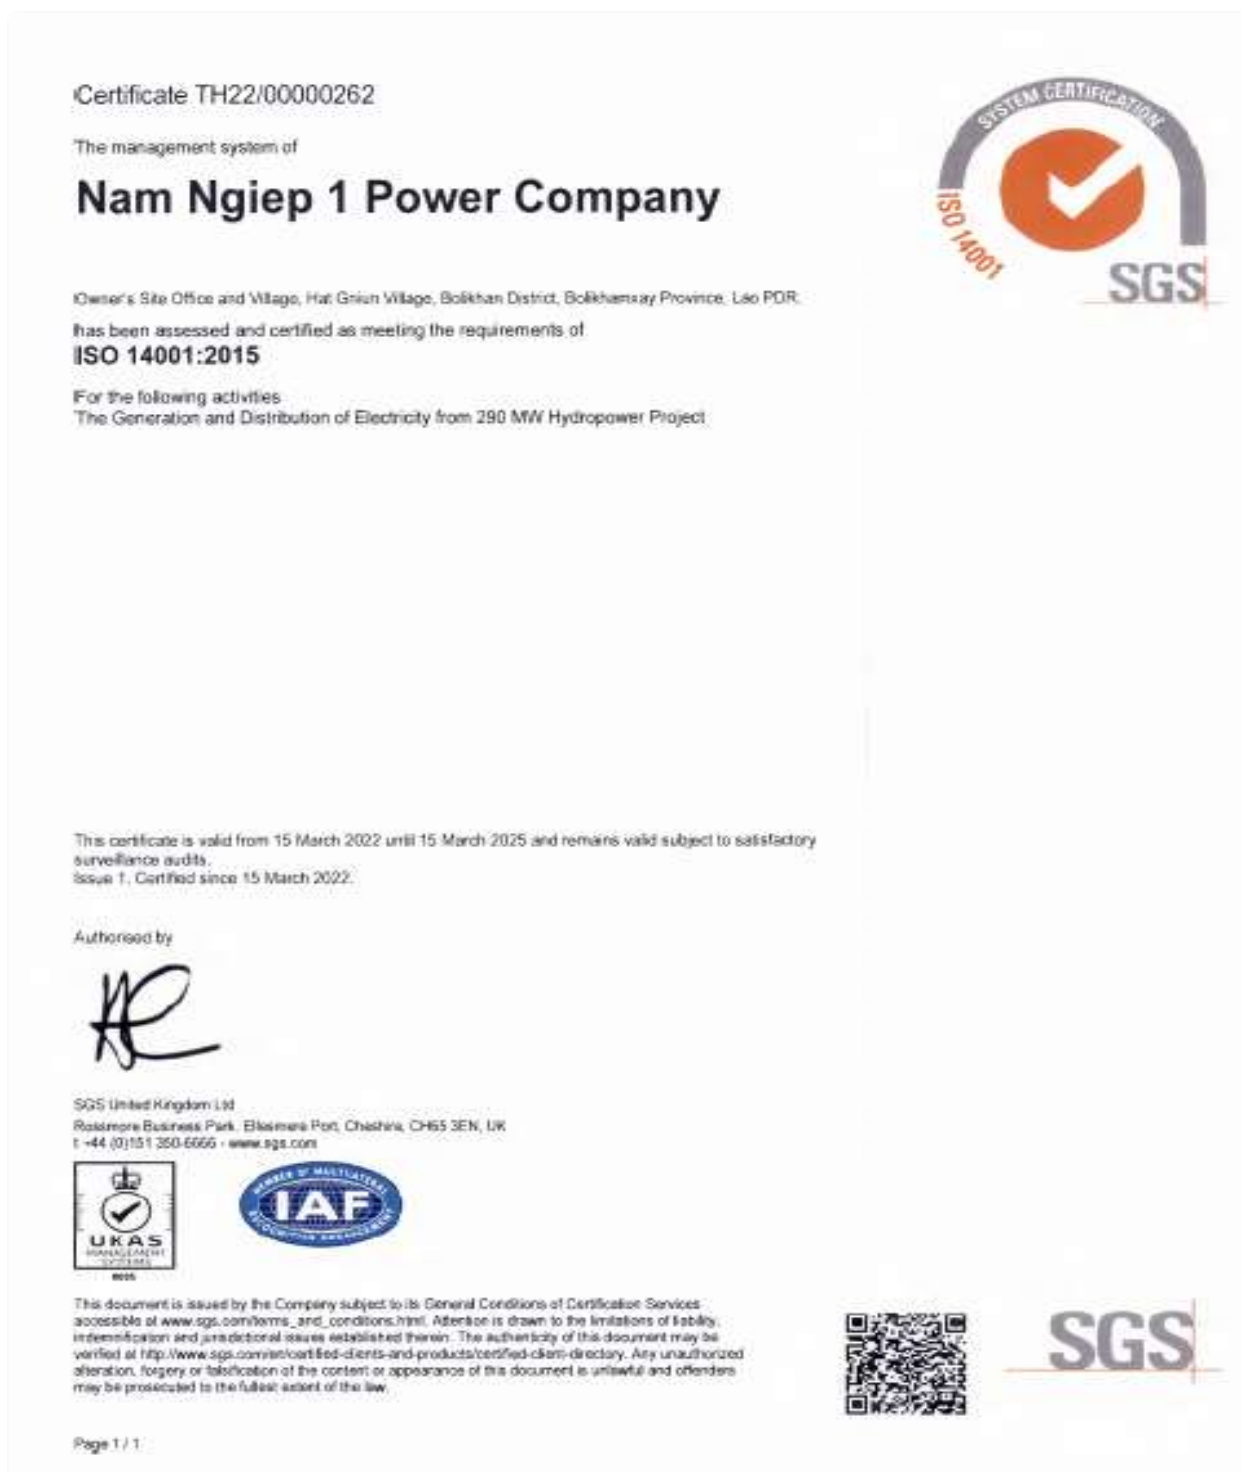 Certificate TH22/00000262
SYSTEM CERTIFICATION
ISO 14001
SGS
The management system of
Nam Ngiep 1 Power Company
Owner's Site Office and Village, Hat Gniun Village, Bolikhan District, Bolikhamxay Province, Lao PDR.
has been assessed and certified as meeting the requirements of
ISO 14001:2015
For the following activities
The Generation and Distribution of Electricity from 290 MW Hydropower Project
This certificate is valid from 15 March 2022 until 15 March 2025 and remains valid subject to satisfactory
surveillance audits.
Issue 1. Certified since 15 March 2022.
Authorised by
SGS United Kingdom Ltd
Rossmore Business Park, Ellesmere Port, Cheshire, CH65 3EN, UK
t +44 (0)151 350-6666 - www.sgs.com
UKAS
MANAGEMENT
SYSTEMS
0005
MEMBER OF MULTILATERAL
IAF
RECOGNITION ARRANGEMENT
This document is issued by the Company subject to its General Conditions of Certification Services
accessible at www.sgs.com/terms_and_conditions.html. Attention is drawn to the limitations of liability,
indemnification and jurisdictional issues established therein. The authenticity of this document may be
verified at http://www.sgs.com/en/certified-clients-and-products/certified-client-directory. Any unauthorized
alteration, forgery or falsification of the content or appearance of this document is unlawful and offenders
may be prosecuted to the fullest extent of the law.
SGS
Page 1 / 1